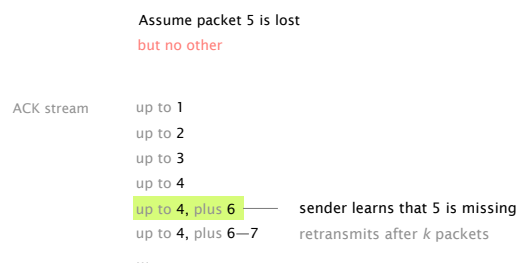 Assume packet 5 is lost
but no other
ACK stream up to 1
up to 2
up to 3
up to 4
up to 4, plus 6 sender learns that 5 is missing
up to 4, plus 6—7 retransmits after k packets
...